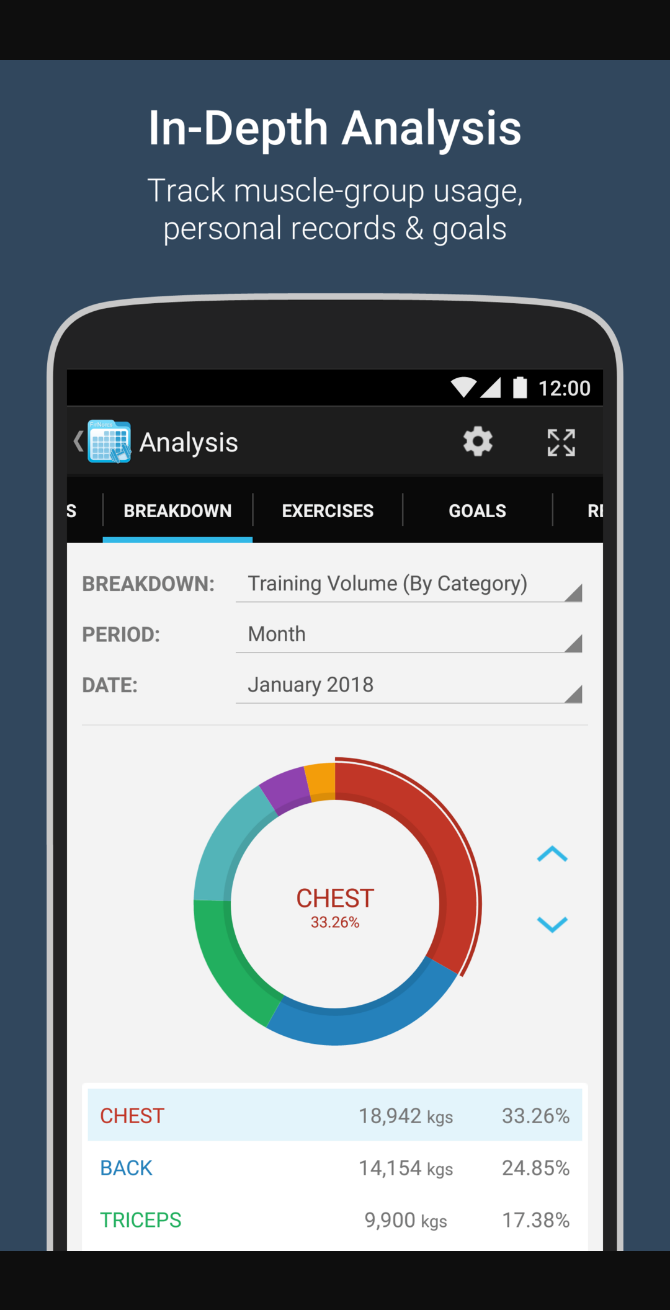 In-Depth Analysis
Track muscle-group usage,
personal records & goals
12:00
Analysis
S BREAKDOWN EXERCISES GOALS RE
BREAKDOWN: Training Volume (By Category)
PERIOD: Month
DATE: January 2018
CHEST
33.26%
CHEST 18,942 kgs 33.26%
BACK 14,154 kgs 24.85%
TRICEPS 9,900 kgs 17.38%